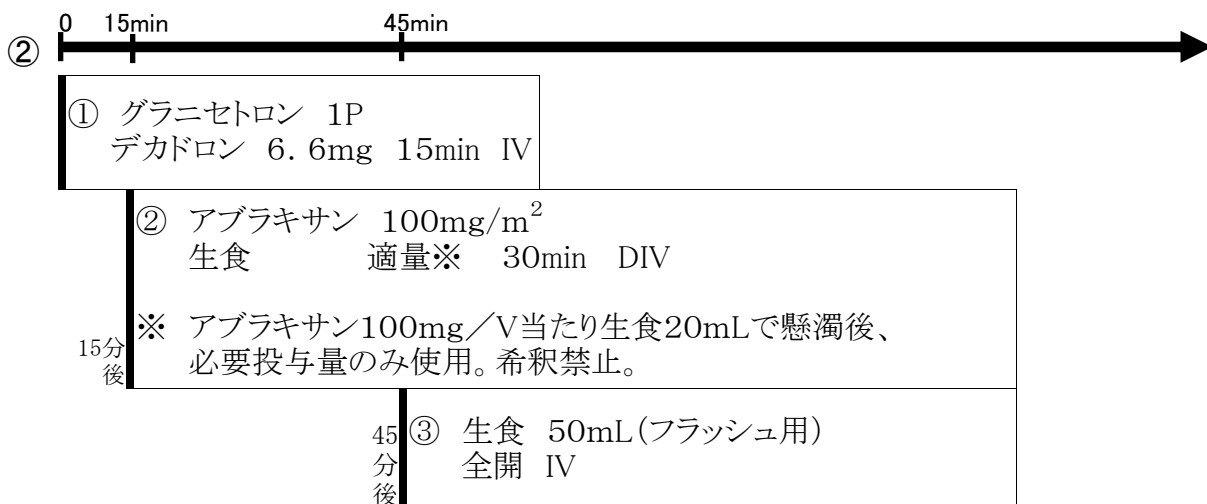 0 15min 45min
②
① グラニセトロン 1P
デカドロン 6.6mg 15min IV
② アブラキサン 100mg/m²
生食 適量※ 30min DIV
※ アブラキサン100mg/V当たり生食20mLで懸濁後、
必要投与量のみ使用。希釈禁止。
15分
後
45
分
後
③ 生食 50mL(フラッシュ用)
全開 IV